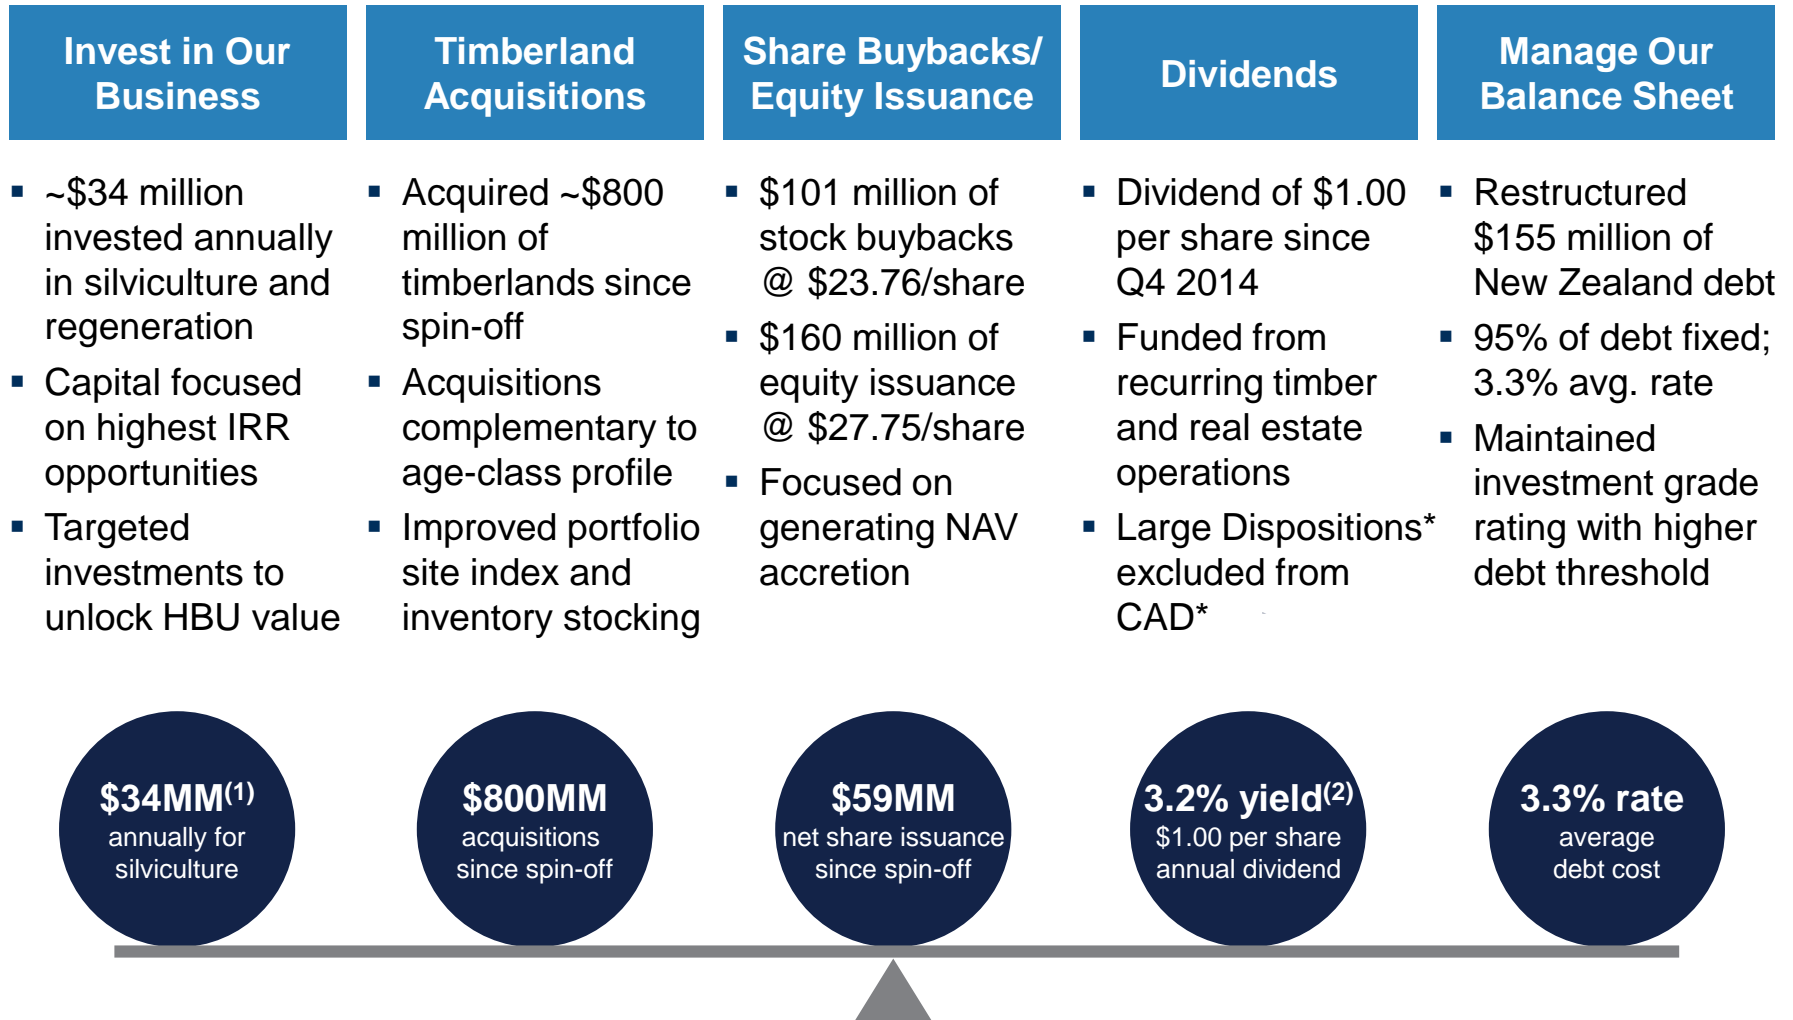 Invest in Our
Business
Timberland
Acquisitions
Share Buybacks/
Equity Issuance
Dividends
Manage Our
Balance Sheet
▪ ~$34 million
invested annually
in silviculture and
regeneration
▪ Capital focused
on highest IRR
opportunities
▪ Targeted
investments to
unlock HBU value
▪ Acquired ~$800
million of
timberlands since
spin-off
▪ Acquisitions
complementary to
age-class profile
▪ Improved portfolio
site index and
inventory stocking
▪ $101 million of
stock buybacks
@ $23.76/share
▪ $160 million of
equity issuance
@ $27.75/share
▪ Focused on
generating NAV
accretion
▪ Dividend of $1.00
per share since
Q4 2014
▪ Funded from
recurring timber
and real estate
operations
▪ Large Dispositions*
excluded from
CAD*
▪ Restructured
$155 million of
New Zealand debt
▪ 95% of debt fixed;
3.3% avg. rate
▪ Maintained
investment grade
rating with higher
debt threshold
$34MM(1)
annually for
silviculture
$800MM
acquisitions
since spin-off
$59MM
net share issuance
since spin-off
3.2% yield(2)
$1.00 per share
annual dividend
3.3% rate
average
debt cost